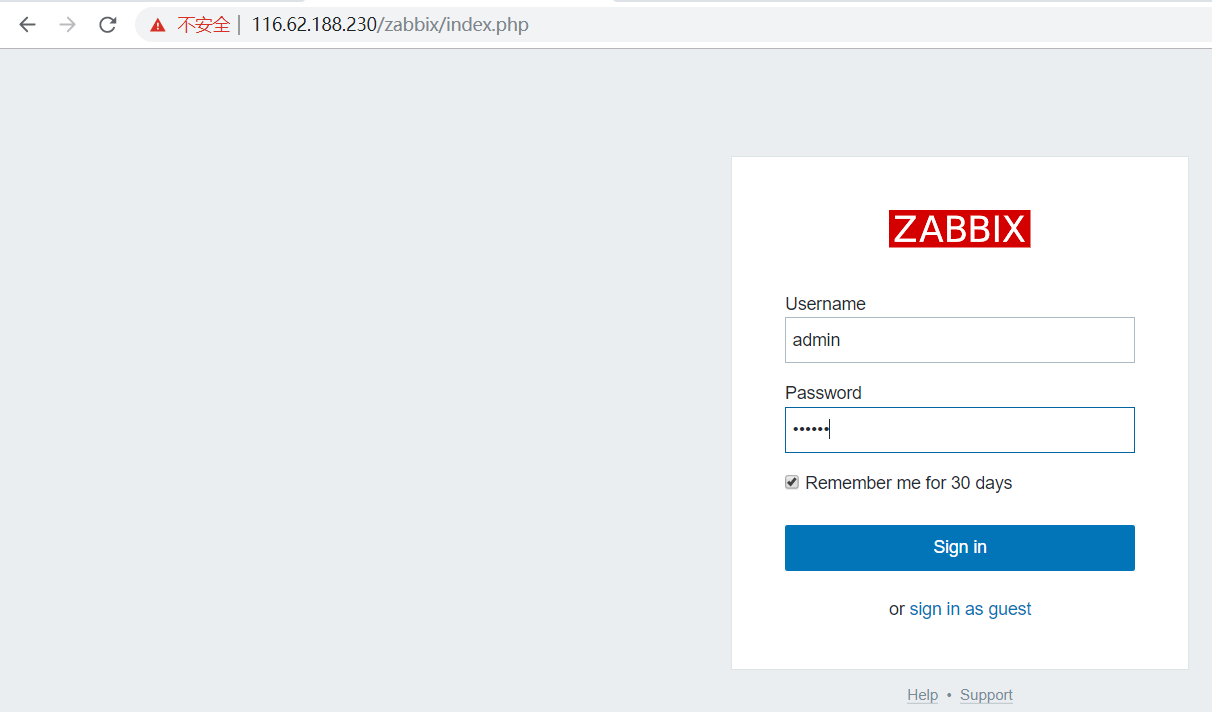 不安全 | 116.62.188.230/zabbix/index.php
ZABBIX
Username
admin
Password
••••••
Remember me for 30 days
Sign in
or sign in as guest
Help • Support